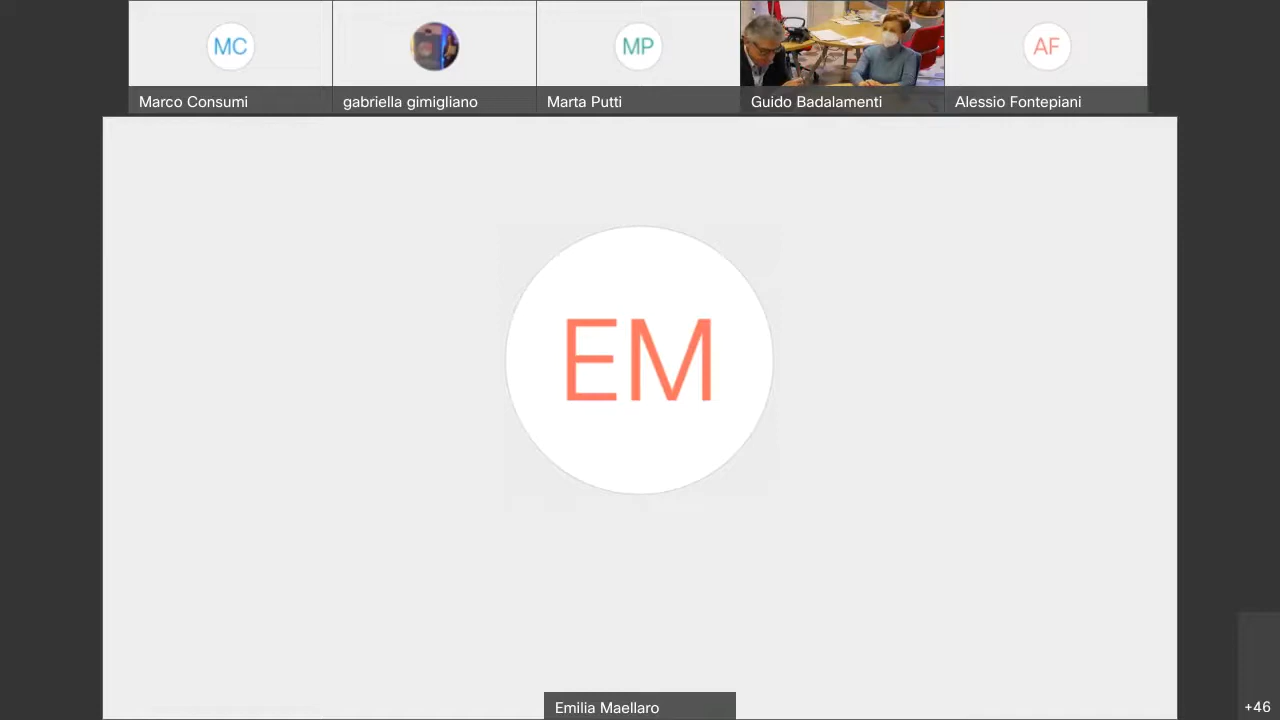 MC
MP
AF
Marco Consumi
gabriella gimigliano
Marta Putti
Guido Badalamenti
Alessio Fontepiani
EM
Emilia Maellaro
+46